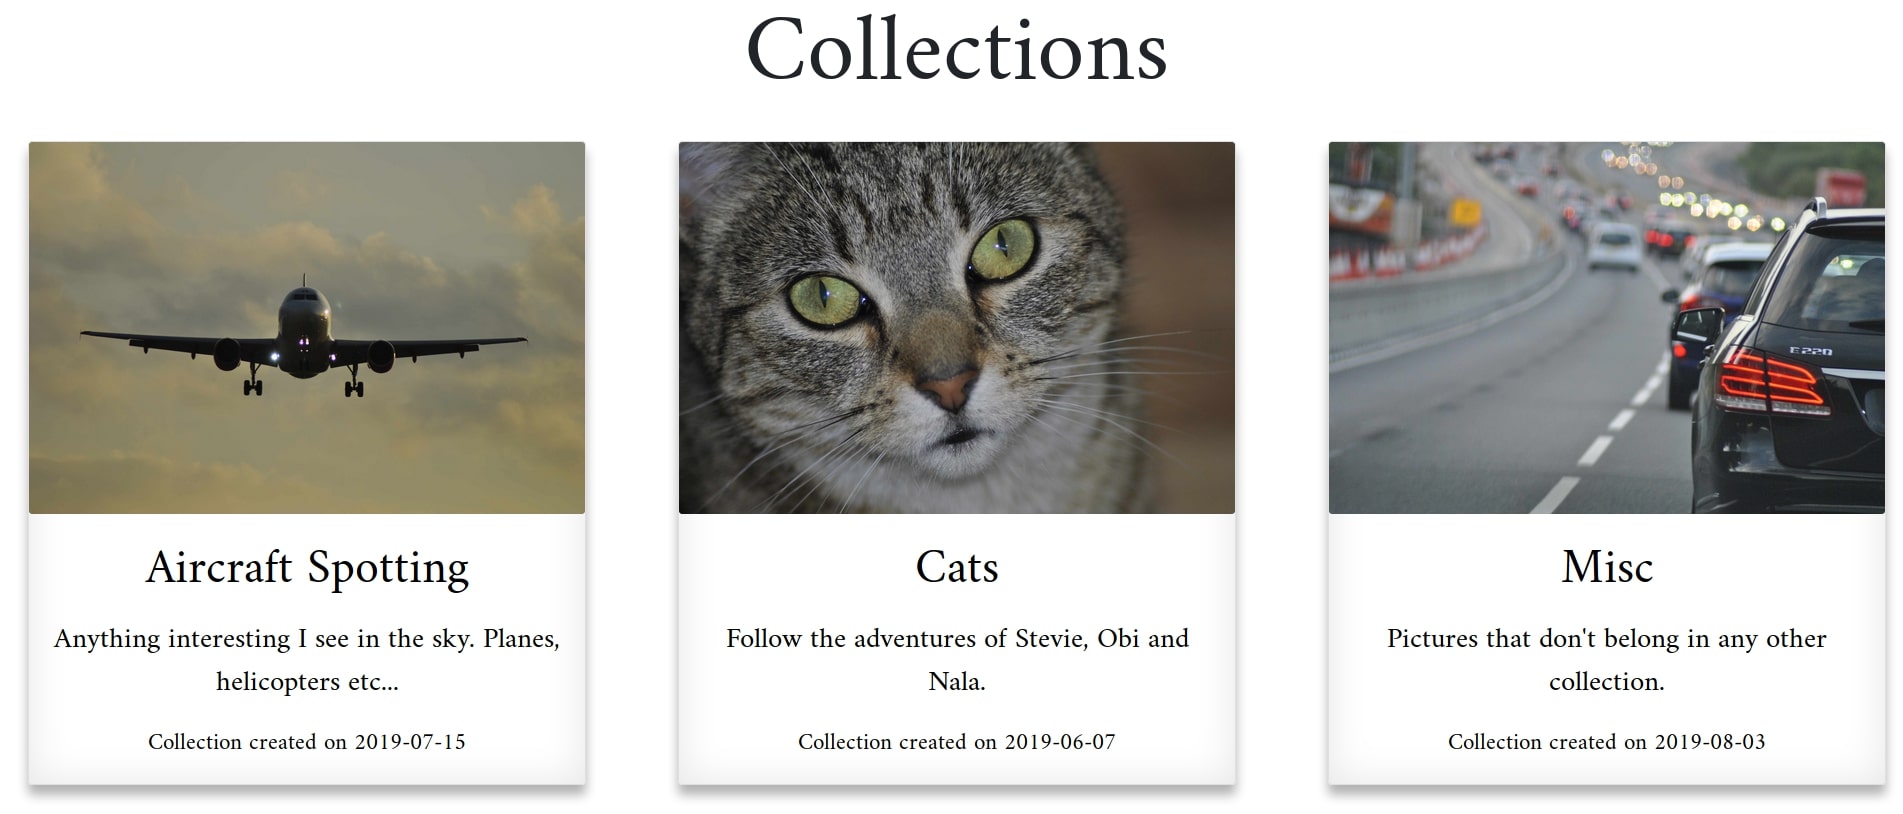 Collections
E220
Aircraft Spotting
Anything interesting I see in the sky. Planes,
helicopters etc...
Collection created on 2019-07-15
Cats
Follow the adventures of Stevie, Obi and
Nala.
Collection created on 2019-06-07
Misc
Pictures that don't belong in any other
collection.
Collection created on 2019-08-03